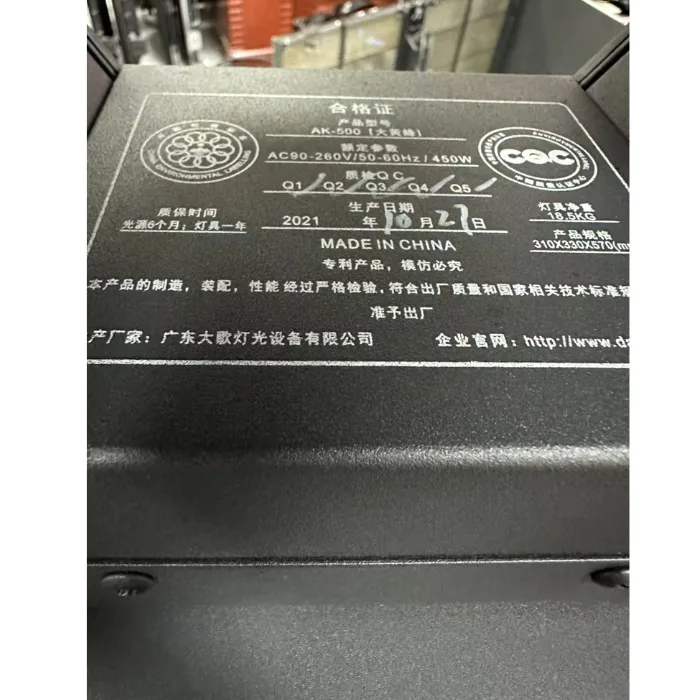 合格证
产品型号
AK-500 (大黄蜂)
额定参数
AC90-260V/50-60Hz/450W
质检QC
Q1 Q2 Q3 Q4 Q5
CQC
质保时间
光源6个月；灯具一年
生产日期
2021 年 10 月 27 日
灯具净重
18.5KG
产品规格
310X330X570(m
MADE IN CHINA
专利产品，模仿必究
本产品的制造，装配，性能经过严格检验，符合出厂质量和国家相关技术标准
准予出厂
产厂家：广东大歌灯光设备有限公司
企业官网：http://www.da